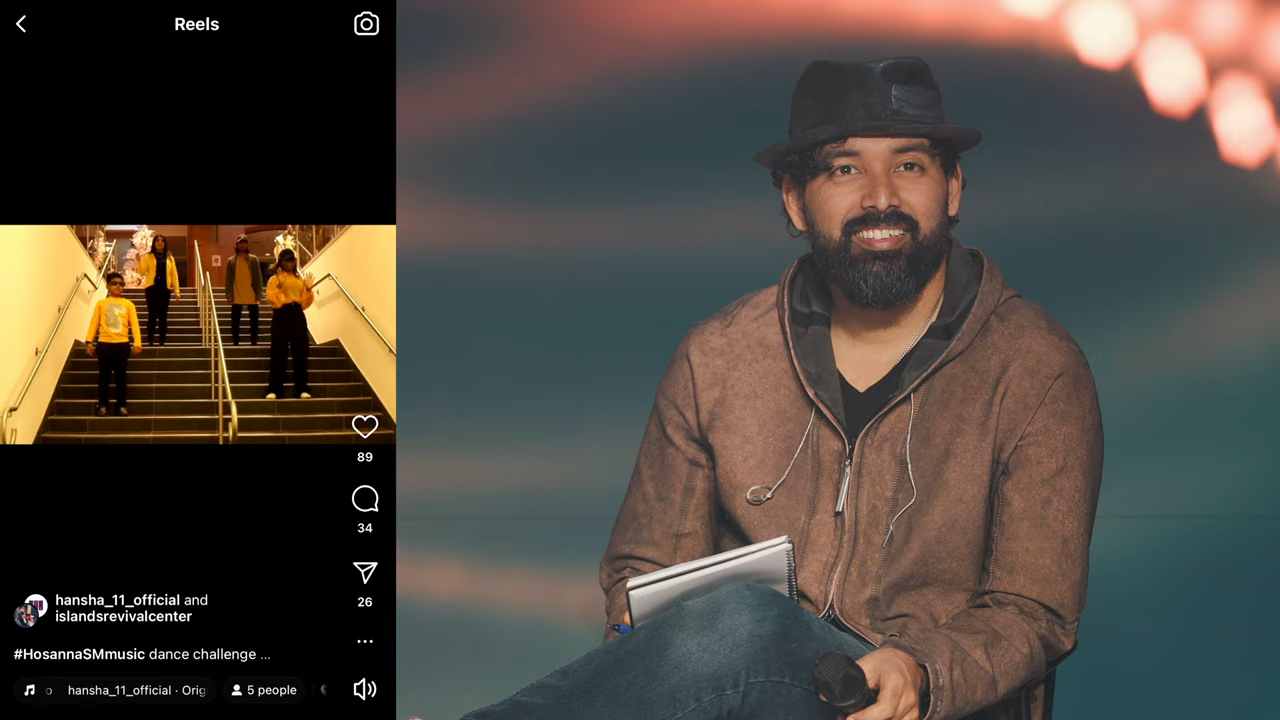 Reels
89
34
26
hansha_11_official and
islandsrevivalcenter
#HosannaSMmusic dance challenge ...
hansha_11_official · Orig
5 people